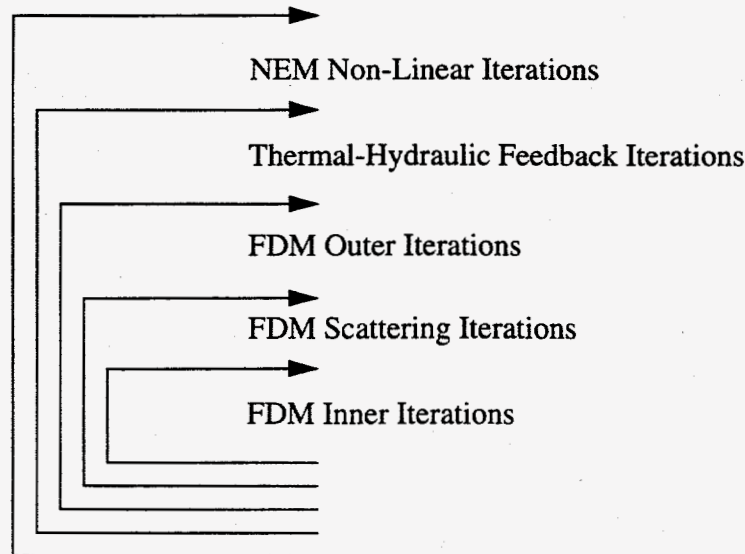 NEM Non-Linear Iterations
Thermal-Hydraulic Feedback Iterations
FDM Outer Iterations
FDM Scattering Iterations
FDM Inner Iterations